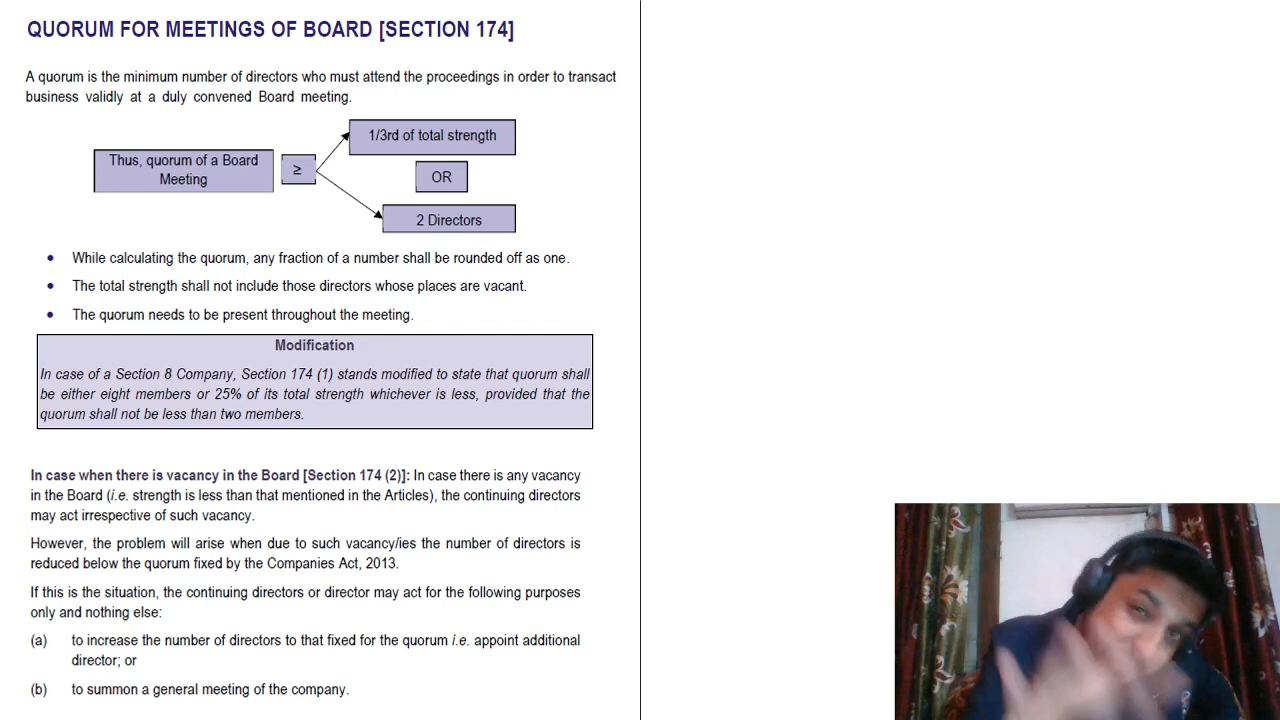 QUORUM FOR MEETINGS OF BOARD [SECTION 174]
A quorum is the minimum number of directors who must attend the proceedings in order to transact
business validly at a duly convened Board meeting.
1/3rd of total strength
Thus, quorum of a Board
Meeting
≥
OR
2 Directors
• While calculating the quorum, any fraction of a number shall be rounded off as one.
• The total strength shall not include those directors whose places are vacant.
• The quorum needs to be present throughout the meeting.
Modification
In case of a Section 8 Company, Section 174 (1) stands modified to state that quorum shall
be either eight members or 25% of its total strength whichever is less, provided that the
quorum shall not be less than two members.
In case when there is vacancy in the Board [Section 174 (2)]: In case there is any vacancy
in the Board (i.e. strength is less than that mentioned in the Articles), the continuing directors
may act irrespective of such vacancy.
However, the problem will arise when due to such vacancy/ies the number of directors is
reduced below the quorum fixed by the Companies Act, 2013.
If this is the situation, the continuing directors or director may act for the following purposes
only and nothing else:
(a) to increase the number of directors to that fixed for the quorum i.e. appoint additional
director; or
(b) to summon a general meeting of the company.